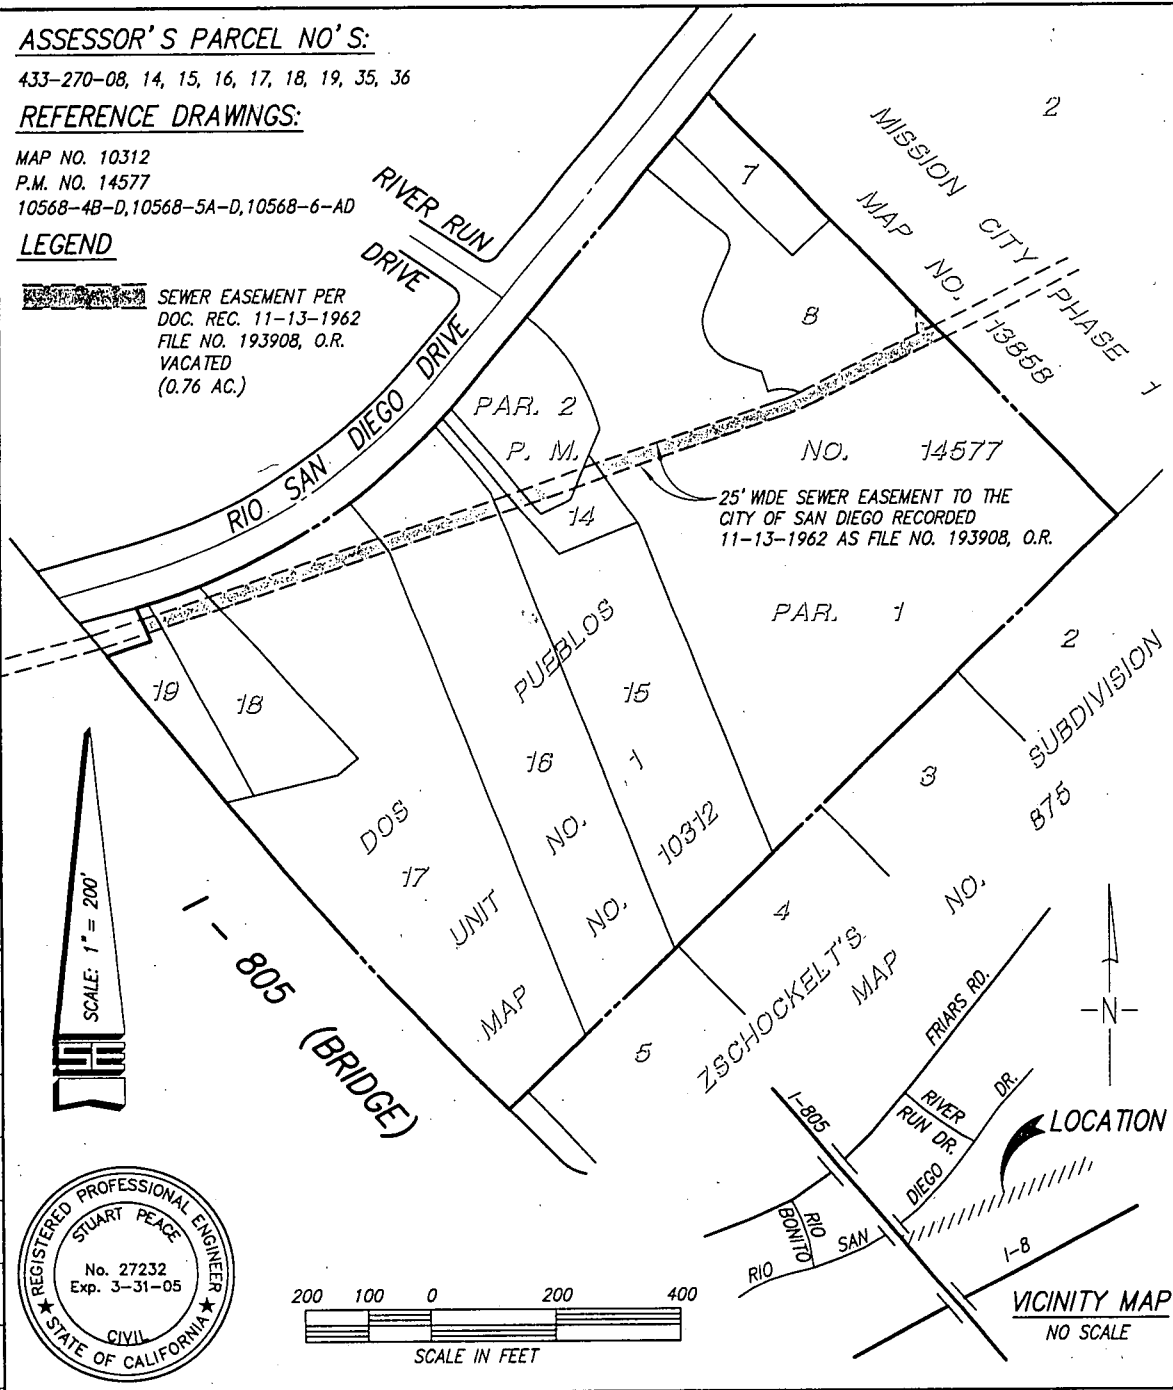 ASSESSOR'S PARCEL NO'S:
433-270-08, 14, 15, 16, 17, 18, 19, 35, 36
REFERENCE DRAWINGS:
MAP NO. 10312
P.M. NO. 14577
10568-4B-D,10568-5A-D,10568-6-AD
LEGEND
SEWER EASEMENT PER
DOC. REC. 11-13-1962
FILE NO. 193908, O.R.
VACATED
(0.76 AC.)
RIVER RUN
DRIVE
RIO SAN DIEGO DRIVE
2
MISSION CITY PHASE 1
MAP NO. 13858
1
8
PAR. 2
P. M. NO. 14577
25' WIDE SEWER EASEMENT TO THE
CITY OF SAN DIEGO RECORDED
11-13-1962 AS FILE NO. 193908, O.R.
14
PAR. 1
19
18
15
16
17
DOS PUEBLOS
UNIT NO. 1
MAP NO. 10312
2
3
4
5
ZSCHOCKELT'S SUBDIVISION
MAP NO. 875
I-805 (BRIDGE)
SCALE: 1" = 200'
SE
REGISTERED PROFESSIONAL ENGINEER
STUART PEACE
No. 27232
Exp. 3-31-05
CIVIL
STATE OF CALIFORNIA
200 100 0 200 400
SCALE IN FEET
-N-
FRIARS RD.
I-805
RIVER
RUN DR.
LOCATION
RIO
BONITO
RIO SAN DIEGO DR.
I-8
VICINITY MAP
NO SCALE